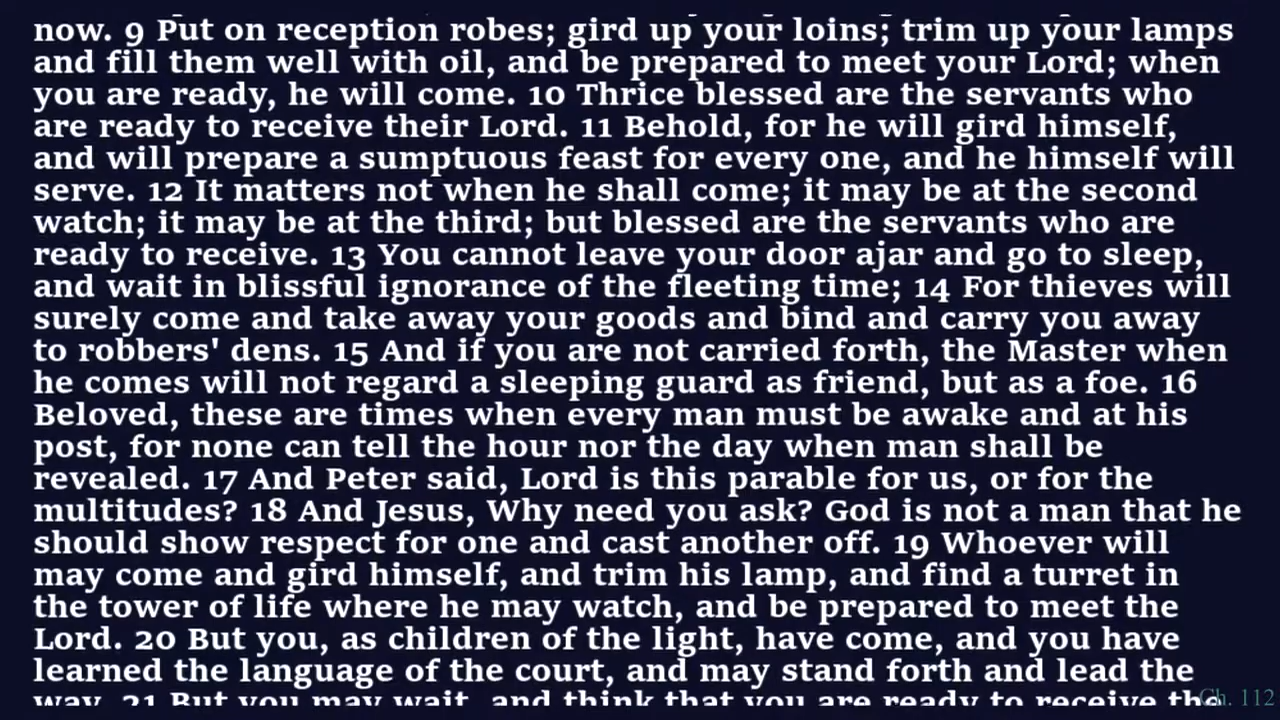 now. 9 Put on reception robes; gird up your loins; trim up your lamps
and fill them well with oil, and be prepared to meet your Lord; when
you are ready, he will come. 10 Thrice blessed are the servants who
are ready to receive their Lord. 11 Behold, for he will gird himself,
and will prepare a sumptuous feast for every one, and he himself will
serve. 12 It matters not when he shall come; it may be at the second
watch; it may be at the third; but blessed are the servants who are
ready to receive. 13 You cannot leave your door ajar and go to sleep,
and wait in blissful ignorance of the fleeting time; 14 For thieves will
surely come and take away your goods and bind and carry you away
to robbers' dens. 15 And if you are not carried forth, the Master when
he comes will not regard a sleeping guard as friend, but as a foe. 16
Beloved, these are times when every man must be awake and at his
post, for none can tell the hour nor the day when man shall be
revealed. 17 And Peter said, Lord is this parable for us, or for the
multitudes? 18 And Jesus, Why need you ask? God is not a man that he
should show respect for one and cast another off. 19 Whoever will
may come and gird himself, and trim his lamp, and find a turret in
the tower of life where he may watch, and be prepared to meet the
Lord. 20 But you, as children of the light, have come, and you have
learned the language of the court, and may stand forth and lead the
way. 21 But you may wait, and think that you are ready to receive the
Ch. 112